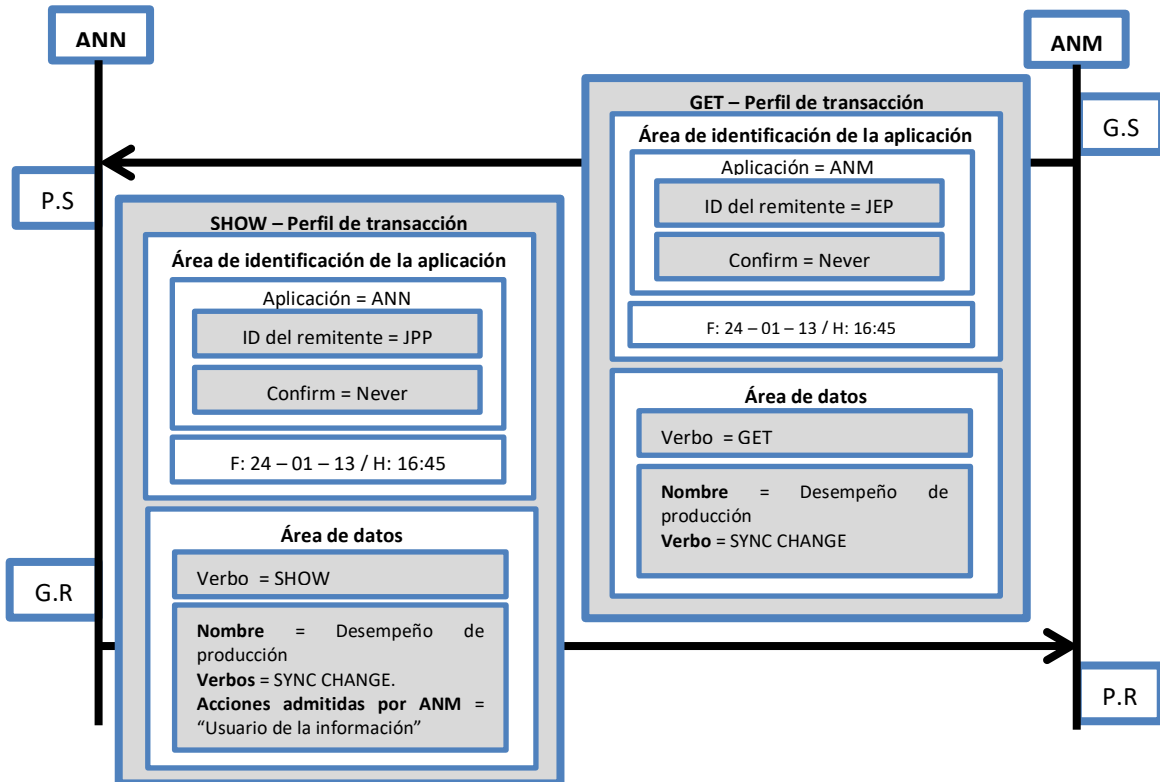 ANN
ANM
GET – Perfil de transacción
Área de identificación de la aplicación
Aplicación = ANM
ID del remitente = JEP
Confirm = Never
F: 24 – 01 – 13 / H: 16:45
Área de datos
Verbo = GET
Nombre = Desempeño de
producción
Verbo = SYNC CHANGE
G.S
P.S
SHOW – Perfil de transacción
Área de identificación de la aplicación
Aplicación = ANN
ID del remitente = JPP
Confirm = Never
F: 24 – 01 – 13 / H: 16:45
Área de datos
Verbo = SHOW
Nombre = Desempeño de
producción
Verbos = SYNC CHANGE.
Acciones admitidas por ANM =
“Usuario de la información”
G.R
P.R